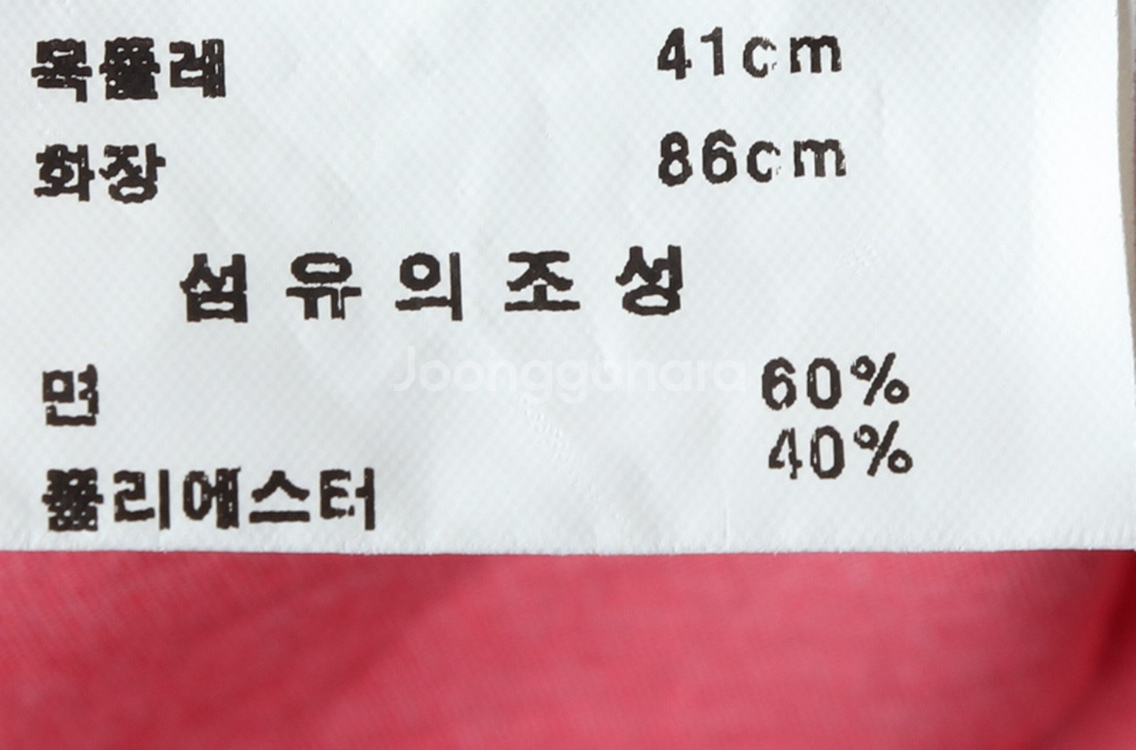 목둘레 41cm
화장 86cm
섬유의조성
면 60%
40%
폴리에스터
Joonggonara